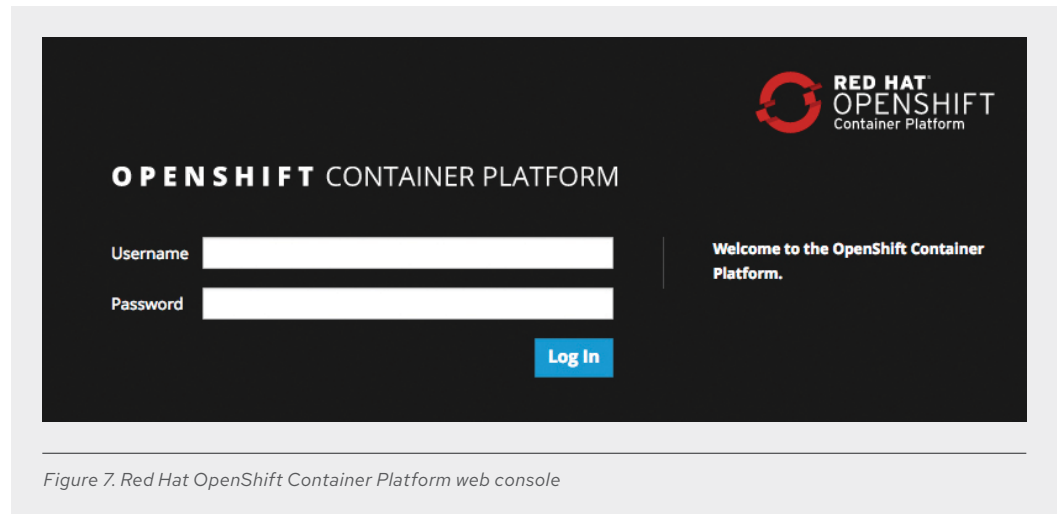 RED HAT
OPENSHIFT
Container Platform
OPENSHIFT CONTAINER PLATFORM
Username
Welcome to the OpenShift Container
Platform.
Password
Log In
Figure 7. Red Hat OpenShift Container Platform web console